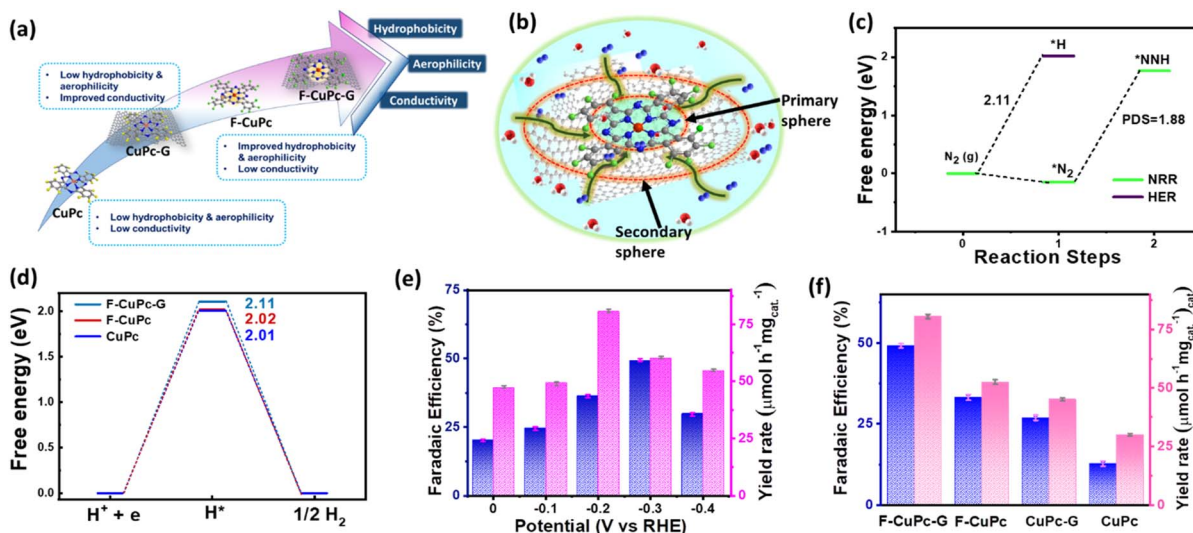 (a)
Hydrophobicity
Aerophilicity
Conductivity
F-CuPc-G
• Low hydrophobicity &
aerophilicity
• Improved conductivity
F-CuPc
CuPc-G
• Improved hydrophobicity
& aerophilicity
• Low conductivity
CuPc
• Low hydrophobicity & aerophilicity
• Low conductivity
(b)
Primary
sphere
Secondary
sphere
(c)
Free energy (eV)
3
2
1
0
-1
*H
*NNH
2.11
PDS=1.88
N2 (g)
*N2
NRR
HER
0 1 2
Reaction Steps
(d)
Free energy (eV)
2.0
1.5
1.0
0.5
0.0
F-CuPc-G 2.11
F-CuPc 2.02
CuPc 2.01
H+ + e H* 1/2 H2
(e)
Faradaic Efficiency (%)
75
50
25
0
Yield rate (μmol h-1mgcat.-1)
75
50
25
0
0 -0.1 -0.2 -0.3 -0.4
Potential (V vs RHE)
(f)
Faradaic Efficiency (%)
50
25
0
Yield rate (μmol h-1mgcat.-1)cat
75
50
25
0
F-CuPc-G F-CuPc CuPc-G CuPc